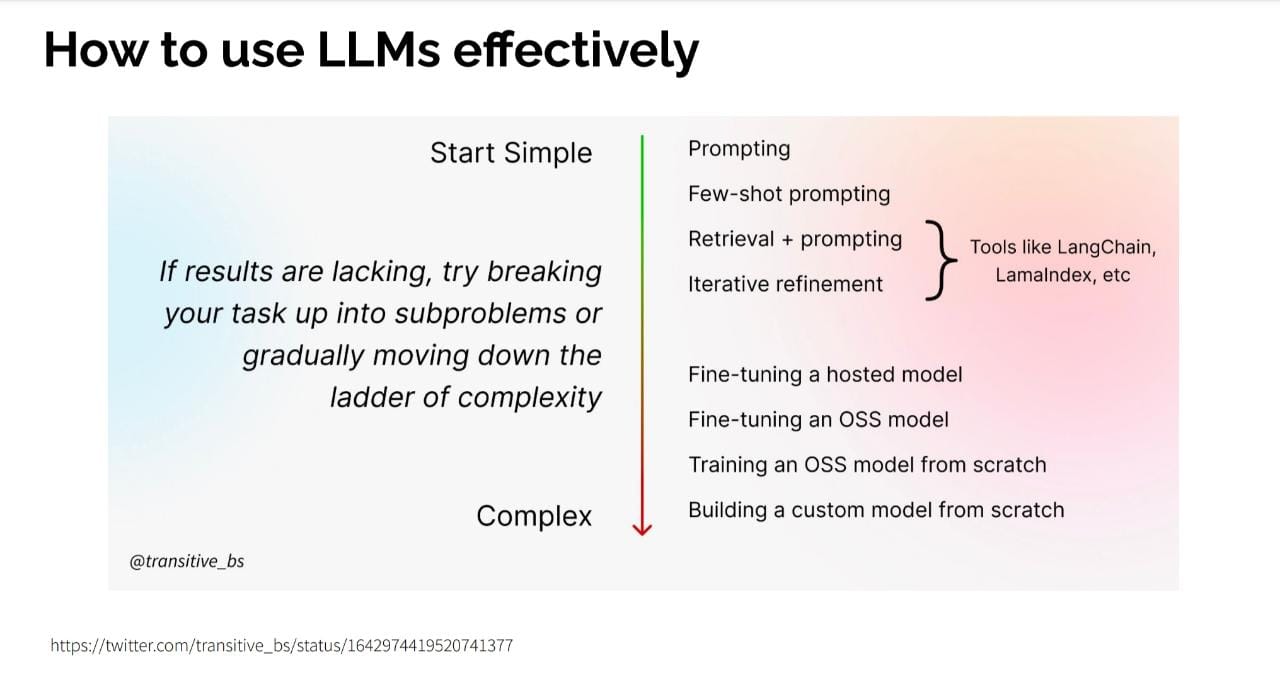 How to use LLMs effectively
Start Simple
If results are lacking, try breaking
your task up into subproblems or
gradually moving down the
ladder of complexity
Complex
@transitive_bs
Prompting
Few-shot prompting
Retrieval + prompting
Iterative refinement
Tools like LangChain,
LamaIndex, etc
Fine-tuning a hosted model
Fine-tuning an OSS model
Training an OSS model from scratch
Building a custom model from scratch
https://twitter.com/transitive_bs/status/1642974419520741377